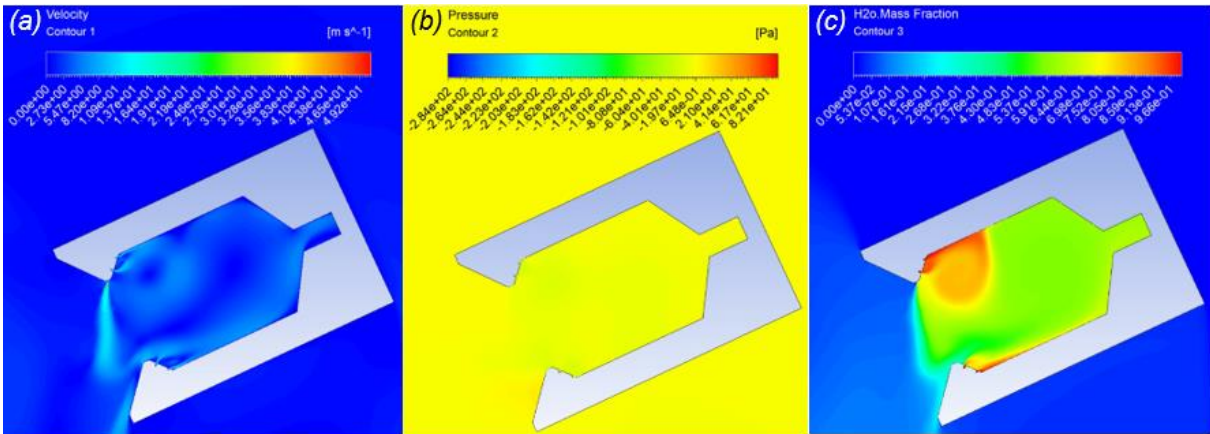 (a) Velocity
Contour 1
[m s^-1]
0.00e+00
2.73e+00
5.47e+00
8.20e+00
1.09e+01
1.37e+01
1.64e+01
1.91e+01
2.19e+01
2.46e+01
2.73e+01
3.01e+01
3.28e+01
3.56e+01
3.83e+01
4.10e+01
4.38e+01
4.65e+01
4.92e+01
(b) Pressure
Contour 2
[Pa]
-2.84e+02
-2.64e+02
-2.44e+02
-2.23e+02
-2.03e+02
-1.83e+02
-1.62e+02
-1.42e+02
-1.21e+02
-1.01e+02
-8.08e+01
-6.04e+01
-4.01e+01
-1.97e+01
6.48e-01
2.10e+01
4.14e+01
6.17e+01
8.21e+01
(c) H2o.Mass Fraction
Contour 3
0.00e+00
5.37e-02
1.07e-01
1.61e-01
2.15e-01
2.68e-01
3.22e-01
3.76e-01
4.30e-01
4.83e-01
5.37e-01
5.91e-01
6.44e-01
6.98e-01
7.52e-01
8.05e-01
8.59e-01
9.13e-01
9.66e-01